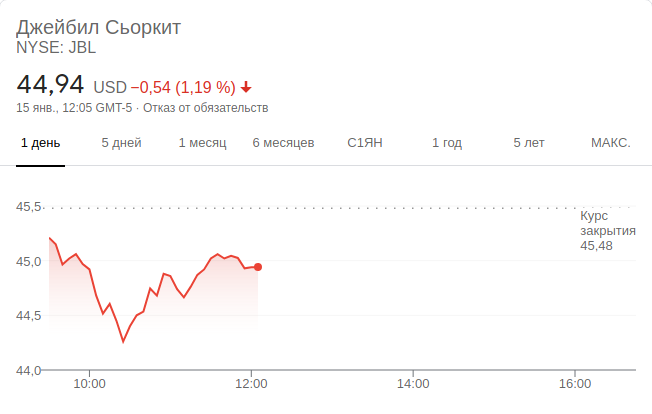 Джейбил Сьоркит
NYSE: JBL
44,94 USD −0,54 (1,19 %)
15 янв., 12:05 GMT-5 · Отказ от обязательств
1 день 5 дней 1 месяц 6 месяцев С1ЯН 1 год 5 лет МАКС.
45,5
Курс
закрытия
45,48
45,0
44,5
44,0
10:00 12:00 14:00 16:00